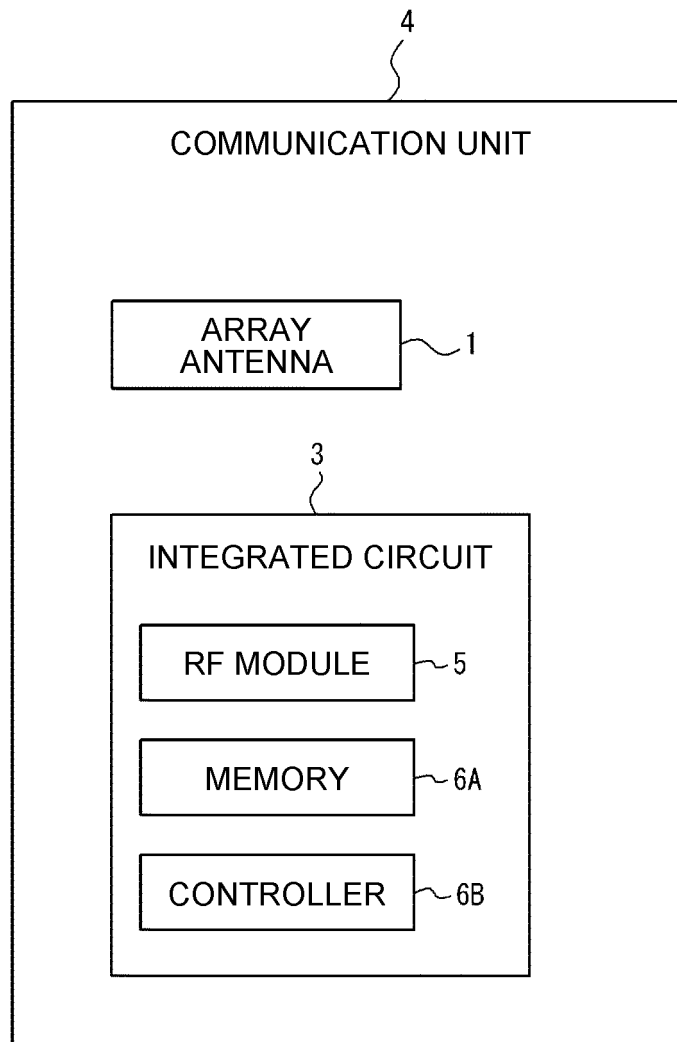 4
COMMUNICATION UNIT
ARRAY
ANTENNA
1
3
INTEGRATED CIRCUIT
RF MODULE
5
MEMORY
6A
CONTROLLER
6B